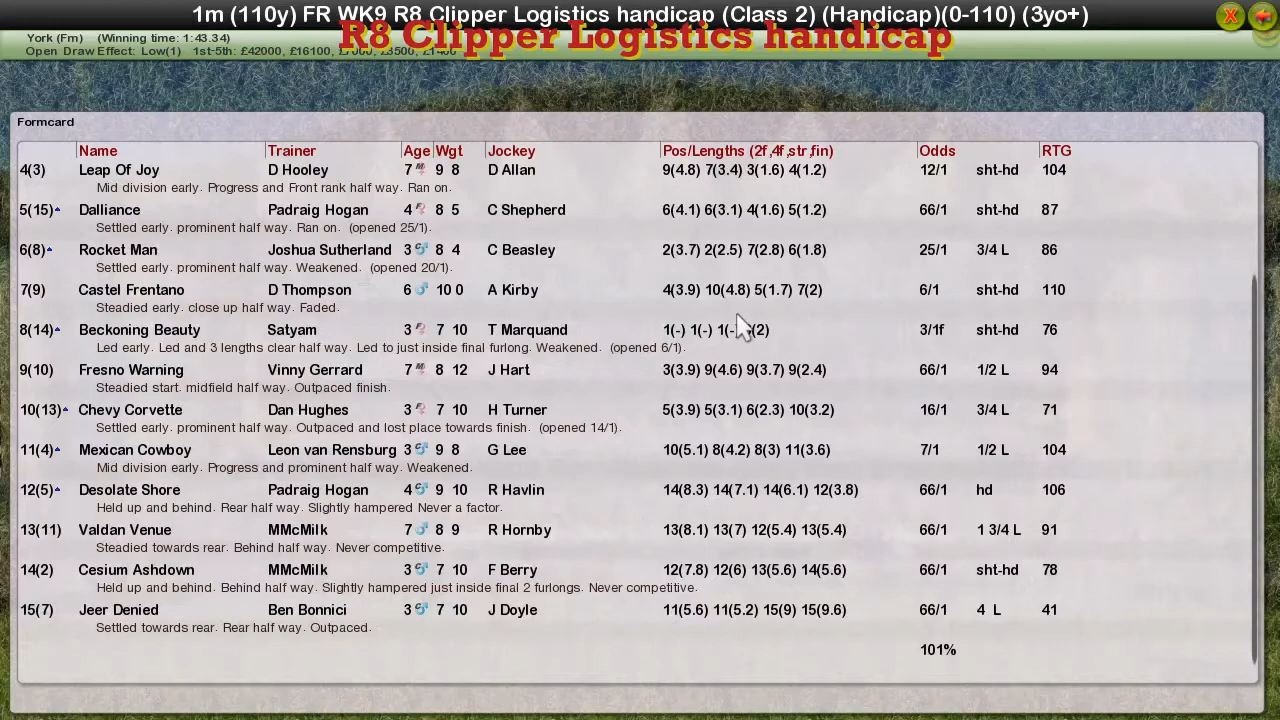 1m (110y) FR WK9 R8 Clipper Logistics handicap (Class 2) (Handicap)(0-110) (3yo+)
R8 Clipper Logistics handicap
York (Fm) (Winning time: 1:43.34)
Open Draw Effect: Low(1) 1st-5th: £42000, £16100,
Formcard
Name Trainer Age Wgt Jockey Pos/Lengths (2f,4f,str,fin) Odds RTG
4(3) Leap Of Joy D Hooley 7 9 8 D Allan 9(4.8) 7(3.4) 3(1.6) 4(1.2) 12/1 sht-hd 104
Mid division early. Progress and Front rank half way. Ran on.
5(15) Dalliance Padraig Hogan 4 8 5 C Shepherd 6(4.1) 6(3.1) 4(1.6) 5(1.2) 66/1 sht-hd 87
Settled early. prominent half way. Ran on. (opened 25/1).
6(8) Rocket Man Joshua Sutherland 3 8 4 C Beasley 2(3.7) 2(2.5) 7(2.8) 6(1.8) 25/1 3/4 L 86
Settled early. prominent half way. Weakened. (opened 20/1).
7(9) Castel Frentano D Thompson 6 10 0 A Kirby 4(3.9) 10(4.8) 5(1.7) 7(2) 6/1 sht-hd 110
Steadied early. close up half way. Faded.
8(14) Beckoning Beauty Satyam 3 7 10 T Marquand 1(-) 1(-) 1(- (2) 3/1f sht-hd 76
Led early. Led and 3 lengths clear half way. Led to just inside final furlong. Weakened. (opened 6/1).
9(10) Fresno Warning Vinny Gerrard 7 8 12 J Hart 3(3.9) 9(4.6) 9(3.7) 9(2.4) 66/1 1/2 L 94
Steadied start. midfield half way. Outpaced finish.
10(13) Chevy Corvette Dan Hughes 3 7 10 H Turner 5(3.9) 5(3.1) 6(2.3) 10(3.2) 16/1 3/4 L 71
Settled early. prominent half way. Outpaced and lost place towards finish. (opened 14/1).
11(4) Mexican Cowboy Leon van Rensburg 3 9 8 G Lee 10(5.1) 8(4.2) 8(3) 11(3.6) 7/1 1/2 L 104
Mid division early. Progress and prominent half way. Weakened.
12(5) Desolate Shore Padraig Hogan 4 9 10 R Havlin 14(8.3) 14(7.1) 14(6.1) 12(3.8) 66/1 hd 106
Held up and behind. Rear half way. Slightly hampered Never a factor.
13(11) Valdan Venue MMcMilk 7 8 9 R Hornby 13(8.1) 13(7) 12(5.4) 13(5.4) 66/1 1 3/4 L 91
Steadied towards rear. Behind half way. Never competitive.
14(2) Cesium Ashdown MMcMilk 3 7 10 F Berry 12(7.8) 12(6) 13(5.6) 14(5.6) 66/1 sht-hd 78
Held up and behind. Behind half way. Slightly hampered just inside final 2 furlongs. Never competitive.
15(7) Jeer Denied Ben Bonnici 3 7 10 J Doyle 11(5.6) 11(5.2) 15(9) 15(9.6) 66/1 4 L 41
Settled towards rear. Rear half way. Outpaced.
101%